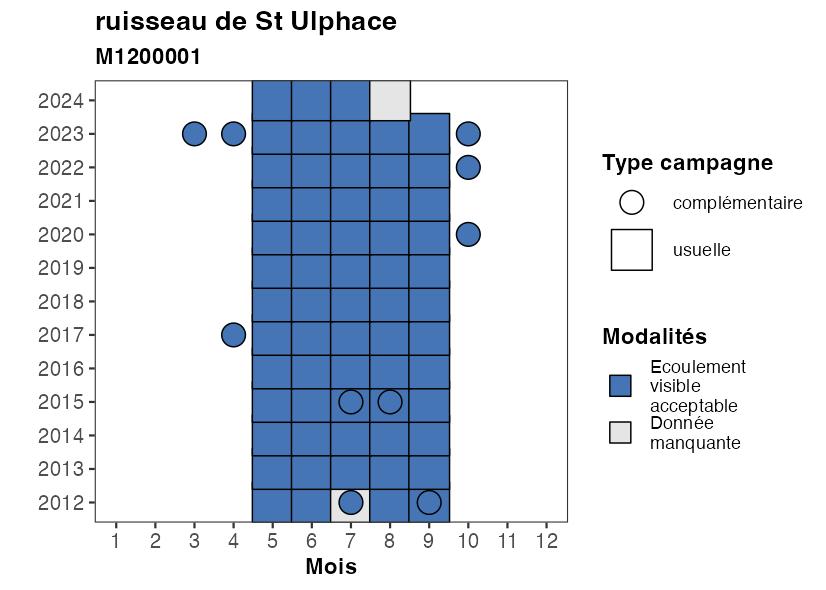 ruisseau de St Ulphace
M1200001
2024
2023
2022
2021
2020
2019
2018
2017
2016
2015
2014
2013
2012
1 2 3 4 5 6 7 8 9 10 11 12
Mois
Type campagne
complémentaire
usuelle
Modalités
Ecoulement
visible
acceptable
Donnée
manquante